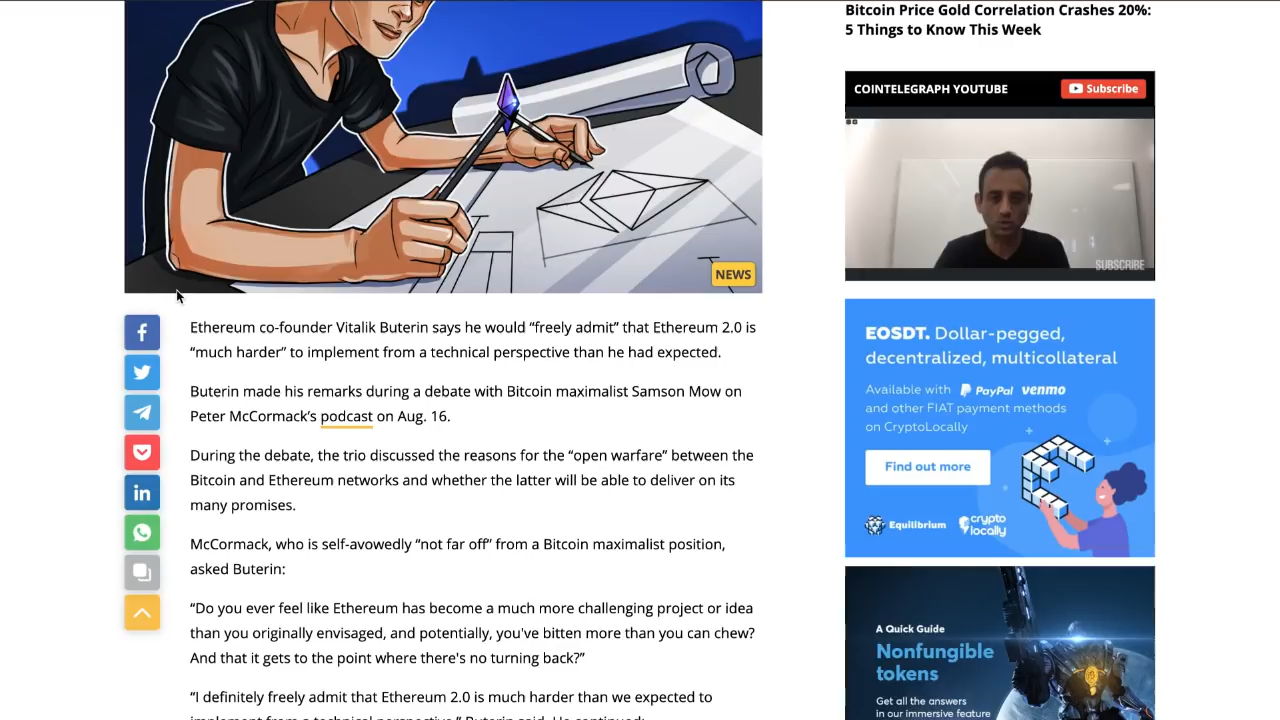 Bitcoin Price Gold Correlation Crashes 20%:
5 Things to Know This Week
COINTELEGRAPH YOUTUBE
Subscribe
SUBSCRIBE
NEWS
Ethereum co-founder Vitalik Buterin says he would “freely admit” that Ethereum 2.0 is
“much harder” to implement from a technical perspective than he had expected.
Buterin made his remarks during a debate with Bitcoin maximalist Samson Mow on
Peter McCormack’s podcast on Aug. 16.
During the debate, the trio discussed the reasons for the “open warfare” between the
Bitcoin and Ethereum networks and whether the latter will be able to deliver on its
many promises.
McCormack, who is self-avowedly “not far off” from a Bitcoin maximalist position,
asked Buterin:
“Do you ever feel like Ethereum has become a much more challenging project or idea
than you originally envisaged, and potentially, you've bitten more than you can chew?
And that it gets to the point where there's no turning back?”
“I definitely freely admit that Ethereum 2.0 is much harder than we expected to
implement from a technical perspective,” Buterin said. He continued:
EOSDT. Dollar-pegged,
decentralized, multicollateral
Available with PayPal venmo
and other FIAT payment methods
on CryptoLocally
Find out more
Equilibrium
crypto
locally
A Quick Guide
Nonfungible
tokens
Get all the answers
in our immersive feature